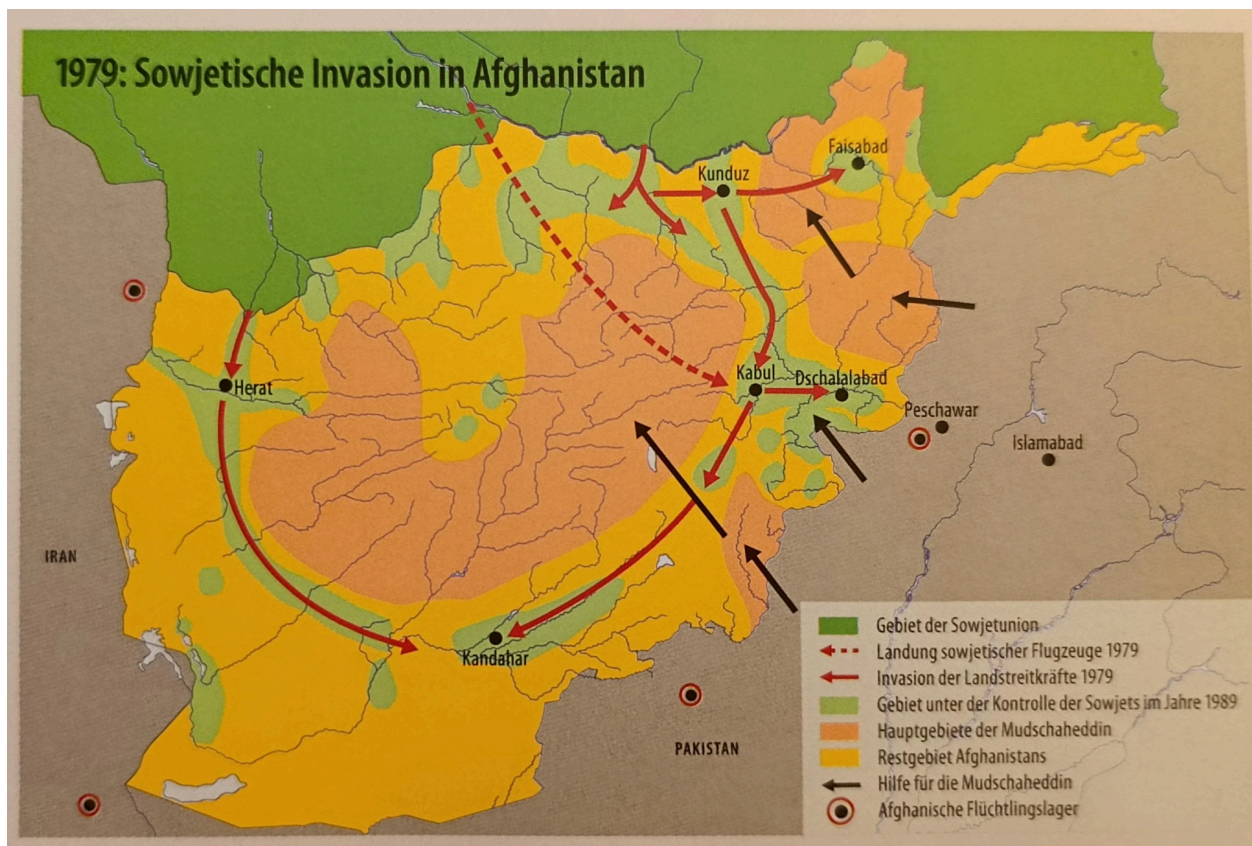 1979: Sowjetische Invasion in Afghanistan
Faisabad
Kunduz
Kabul
Dschalalabad
Herat
Peschawar
Islamabad
IRAN
Kandahar
PAKISTAN
Gebiet der Sowjetunion
Landung sowjetischer Flugzeuge 1979
Invasion der Landstreitkräfte 1979
Gebiet unter der Kontrolle der Sowjets im Jahre 1989
Hauptgebiete der Mudschaheddin
Restgebiet Afghanistans
Hilfe für die Mudschaheddin
Afghanische Flüchtlingslager